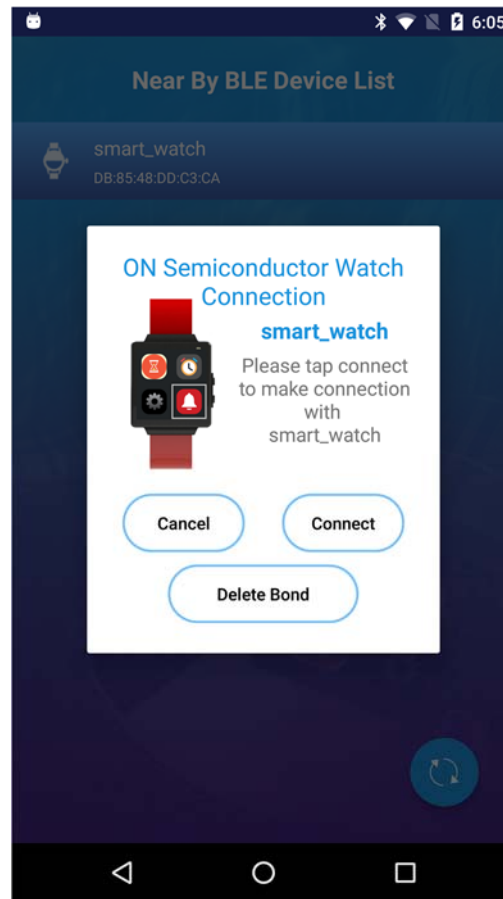 6:05
Near By BLE Device List
smart_watch
DB:85:48:DD:C3:CA
ON Semiconductor Watch
Connection
smart_watch
Please tap connect
to make connection
with
smart_watch
Cancel
Connect
Delete Bond